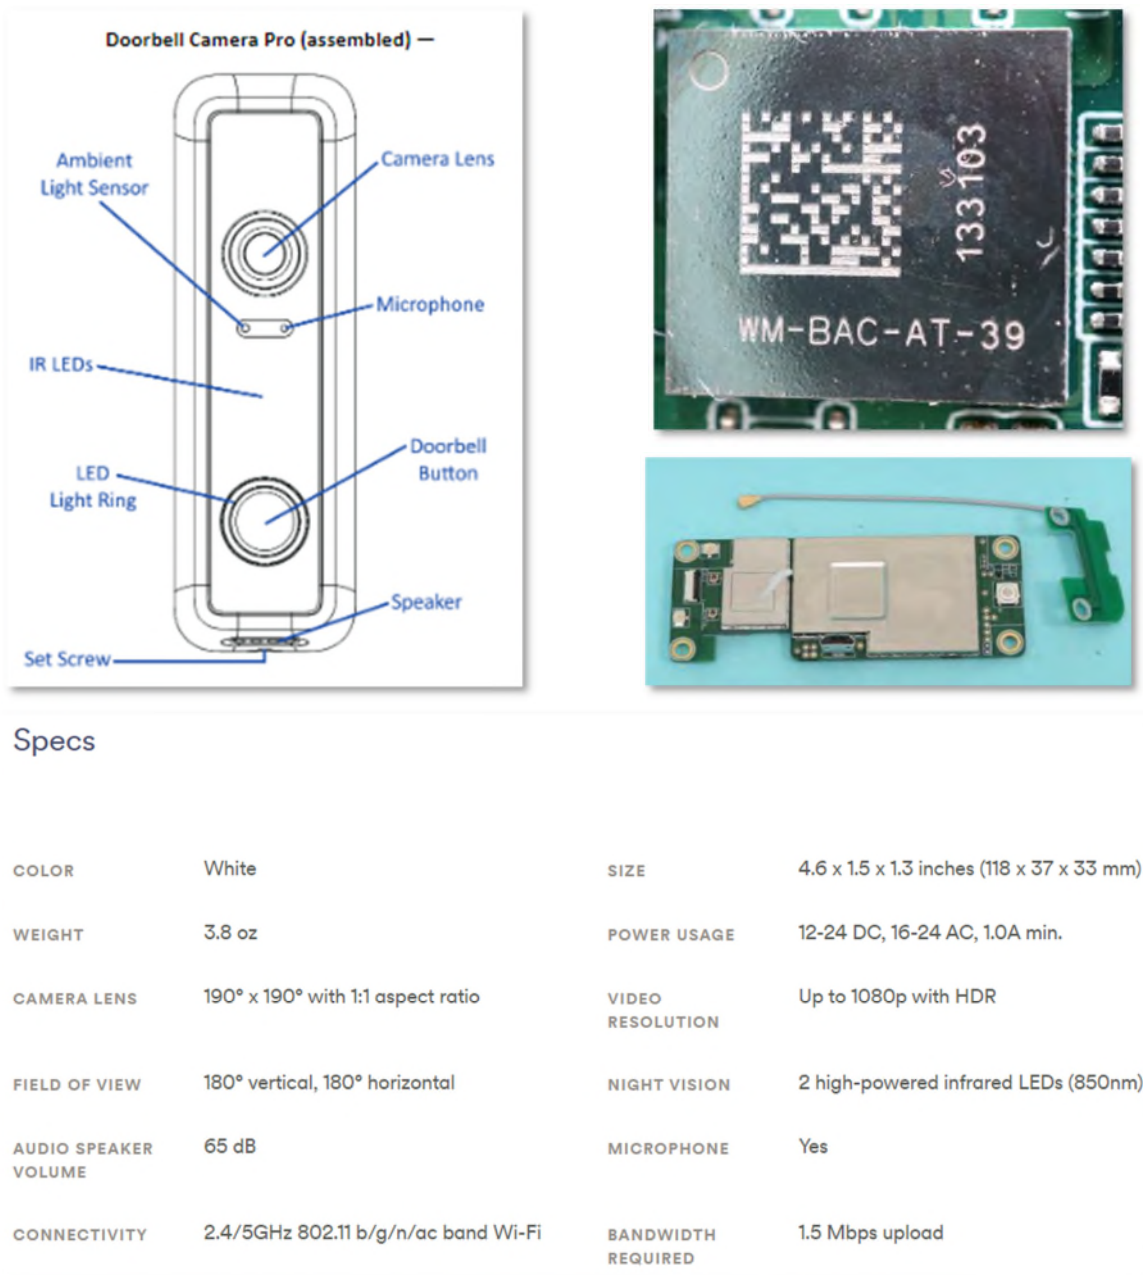 Doorbell Camera Pro (assembled) —
Ambient
Light Sensor
Camera Lens
Microphone
IR LEDs
Doorbell
Button
LED
Light Ring
Speaker
Set Screw
133103
WM-BAC-AT-39
Specs
COLOR White
SIZE 4.6 x 1.5 x 1.3 inches (118 x 37 x 33 mm)
WEIGHT 3.8 oz
POWER USAGE 12-24 DC, 16-24 AC, 1.0A min.
CAMERA LENS 190° x 190° with 1:1 aspect ratio
VIDEO
RESOLUTION
Up to 1080p with HDR
FIELD OF VIEW 180° vertical, 180° horizontal
NIGHT VISION 2 high-powered infrared LEDs (850nm)
AUDIO SPEAKER
VOLUME
65 dB
MICROPHONE Yes
CONNECTIVITY 2.4/5GHz 802.11 b/g/n/ac band Wi-Fi
BANDWIDTH
REQUIRED
1.5 Mbps upload